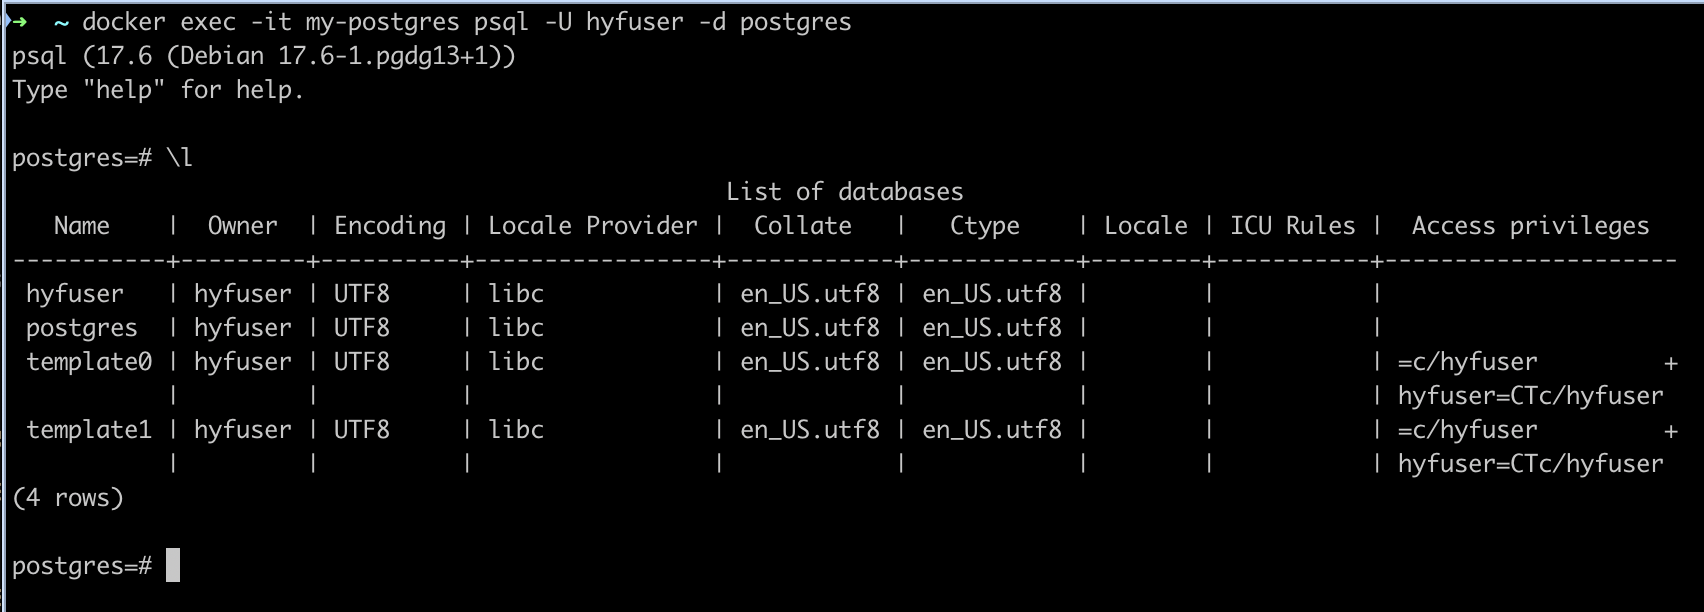 ➜  ~ docker exec -it my-postgres psql -U hyfuser -d postgres
psql (17.6 (Debian 17.6-1.pgdg13+1))
Type "help" for help.

postgres=# \l
                                                   List of databases
   Name    |  Owner  | Encoding | Locale Provider |  Collate   |   Ctype    | Locale | ICU Rules |  Access privileges
-----------+---------+----------+-----------------+------------+------------+--------+-----------+---------------------
 hyfuser   | hyfuser | UTF8     | libc            | en_US.utf8 | en_US.utf8 |        |           |
 postgres  | hyfuser | UTF8     | libc            | en_US.utf8 | en_US.utf8 |        |           |
 template0 | hyfuser | UTF8     | libc            | en_US.utf8 | en_US.utf8 |        |           | =c/hyfuser         +
           |         |          |                 |            |            |        |           | hyfuser=CTc/hyfuser
 template1 | hyfuser | UTF8     | libc            | en_US.utf8 | en_US.utf8 |        |           | =c/hyfuser         +
           |         |          |                 |            |            |        |           | hyfuser=CTc/hyfuser
(4 rows)

postgres=#